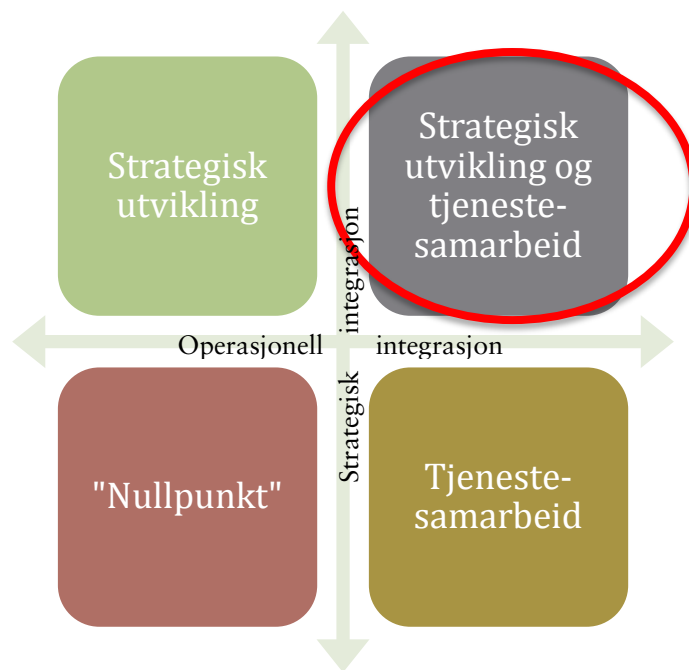 Strategisk
utvikling
Strategisk
utvikling og
tjeneste-
samarbeid
Operasjonell integrasjon
Strategisk integrasjon
"Nullpunkt"
Tjeneste-
samarbeid